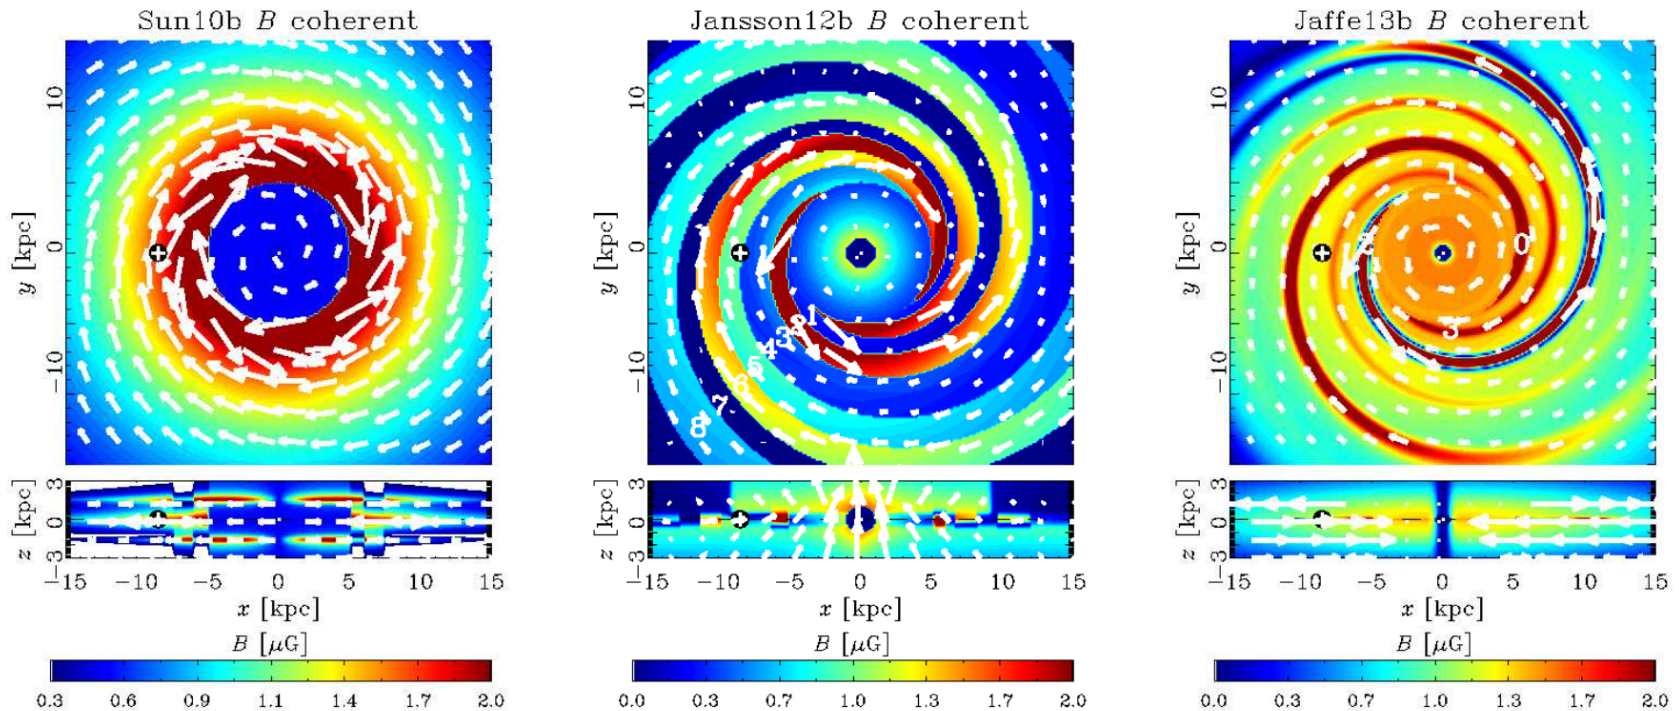 Sun10b B coherent
10
0
−10
y [kpc]
3
0
−3
z [kpc]
−15 −10 −5 0 5 10 15
x [kpc]
B [μG]
0.3 0.6 0.9 1.1 1.4 1.7 2.0
Jansson12b B coherent
10
0
−10
y [kpc]
1
2
3
4
5
6
7
8
3
0
−3
z [kpc]
−15 −10 −5 0 5 10 15
x [kpc]
B [μG]
0.0 0.3 0.7 1.0 1.3 1.7 2.0
Jaffe13b B coherent
10
0
−10
y [kpc]
1
0
2
3
3
0
−3
z [kpc]
−15 −10 −5 0 5 10 15
x [kpc]
B [μG]
0.0 0.3 0.7 1.0 1.3 1.7 2.0